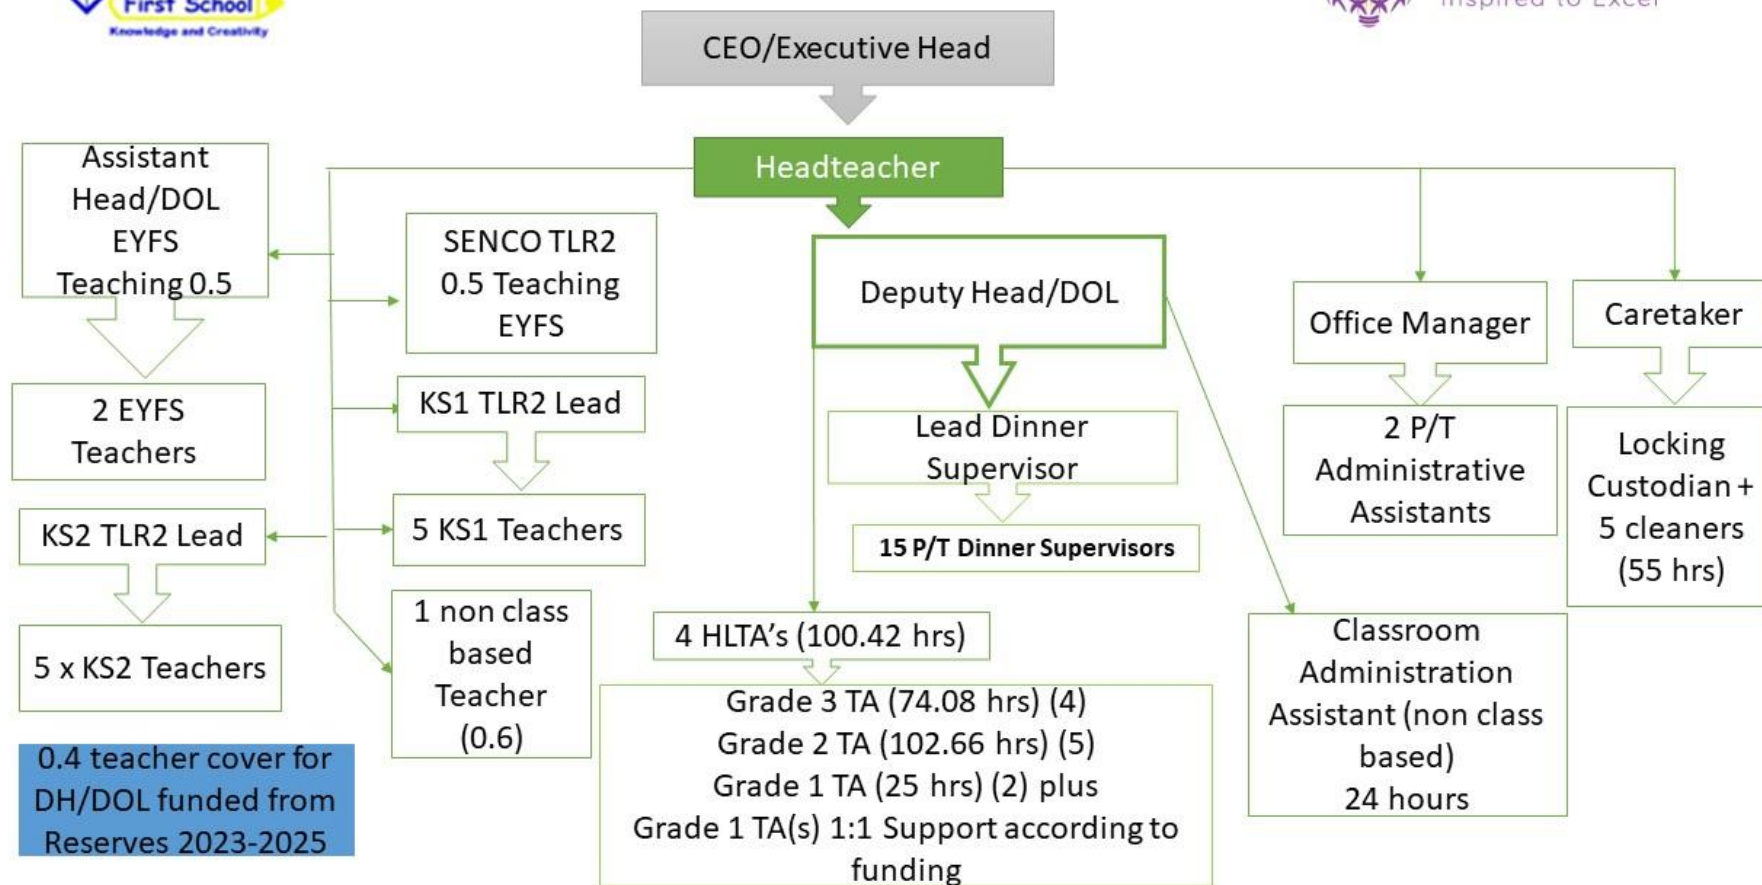 First School
Knowledge and Creativity
Inspired to Excel
CEO/Executive Head
Headteacher
Assistant
Head/DOL
EYFS
Teaching 0.5
2 EYFS
Teachers
KS2 TLR2 Lead
5 x KS2 Teachers
0.4 teacher cover for
DH/DOL funded from
Reserves 2023-2025
SENCO TLR2
0.5 Teaching
EYFS
KS1 TLR2 Lead
5 KS1 Teachers
1 non class
based
Teacher
(0.6)
Deputy Head/DOL
Lead Dinner
Supervisor
15 P/T Dinner Supervisors
4 HLTA’s (100.42 hrs)
Grade 3 TA (74.08 hrs) (4)
Grade 2 TA (102.66 hrs) (5)
Grade 1 TA (25 hrs) (2) plus
Grade 1 TA(s) 1:1 Support according to
funding
Office Manager
2 P/T
Administrative
Assistants
Caretaker
Locking
Custodian +
5 cleaners
(55 hrs)
Classroom
Administration
Assistant (non class
based)
24 hours